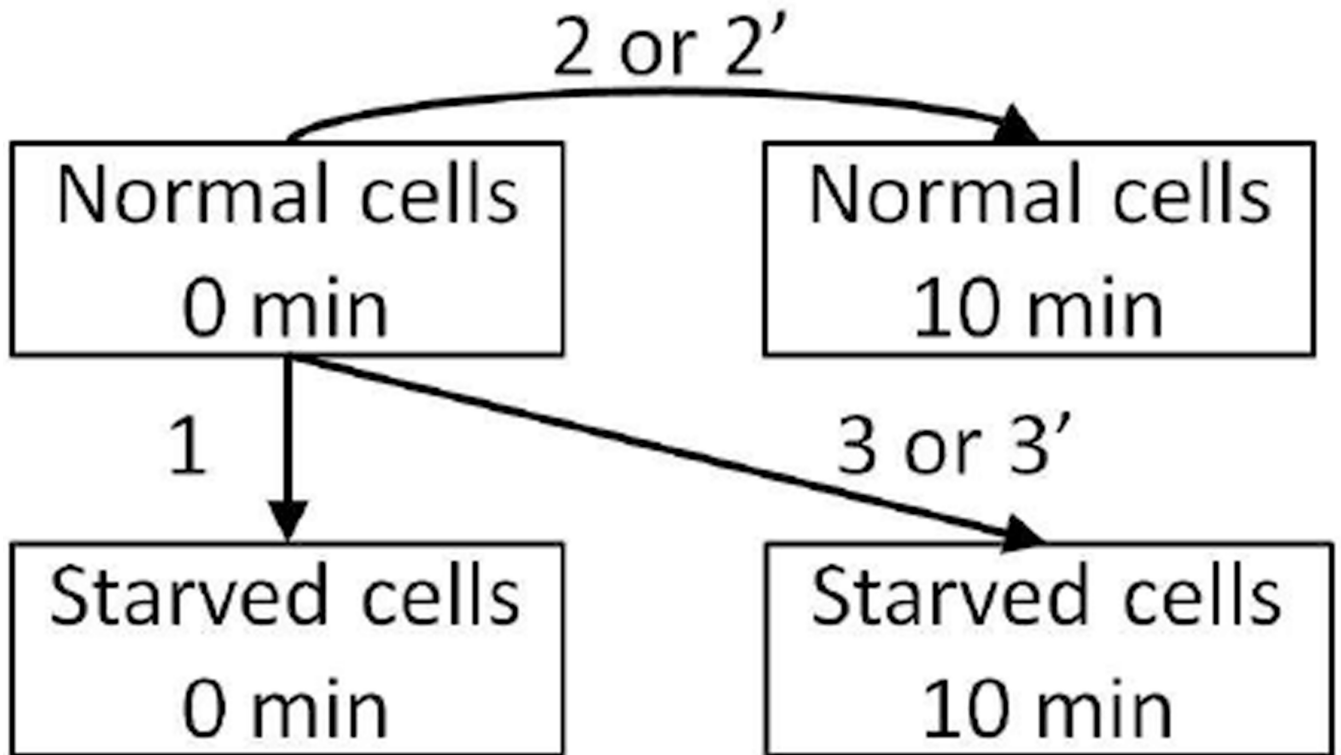 2 or 2’
Normal cells
0 min
Normal cells
10 min
1
3 or 3’
Starved cells
0 min
Starved cells
10 min